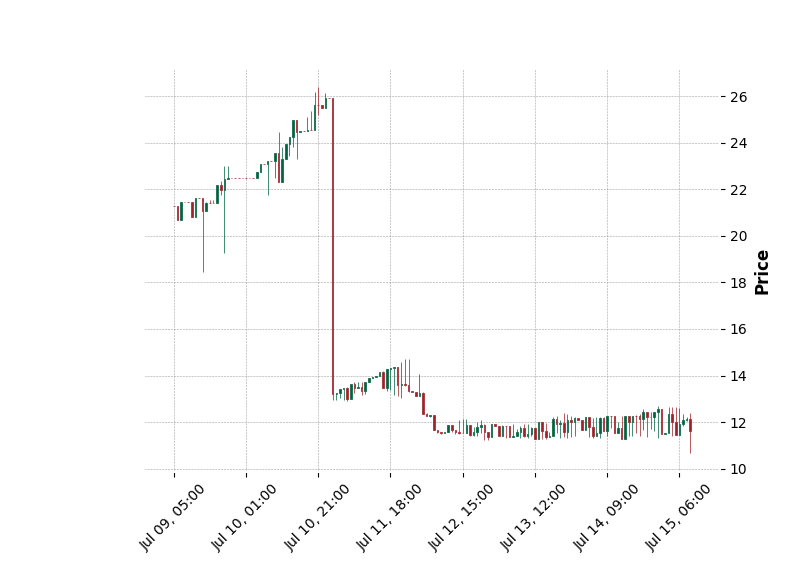 26
24
22
20
18
16
14
12
10
Price
Jul 09, 05:00
Jul 10, 01:00
Jul 10, 21:00
Jul 11, 18:00
Jul 12, 15:00
Jul 13, 12:00
Jul 14, 09:00
Jul 15, 06:00